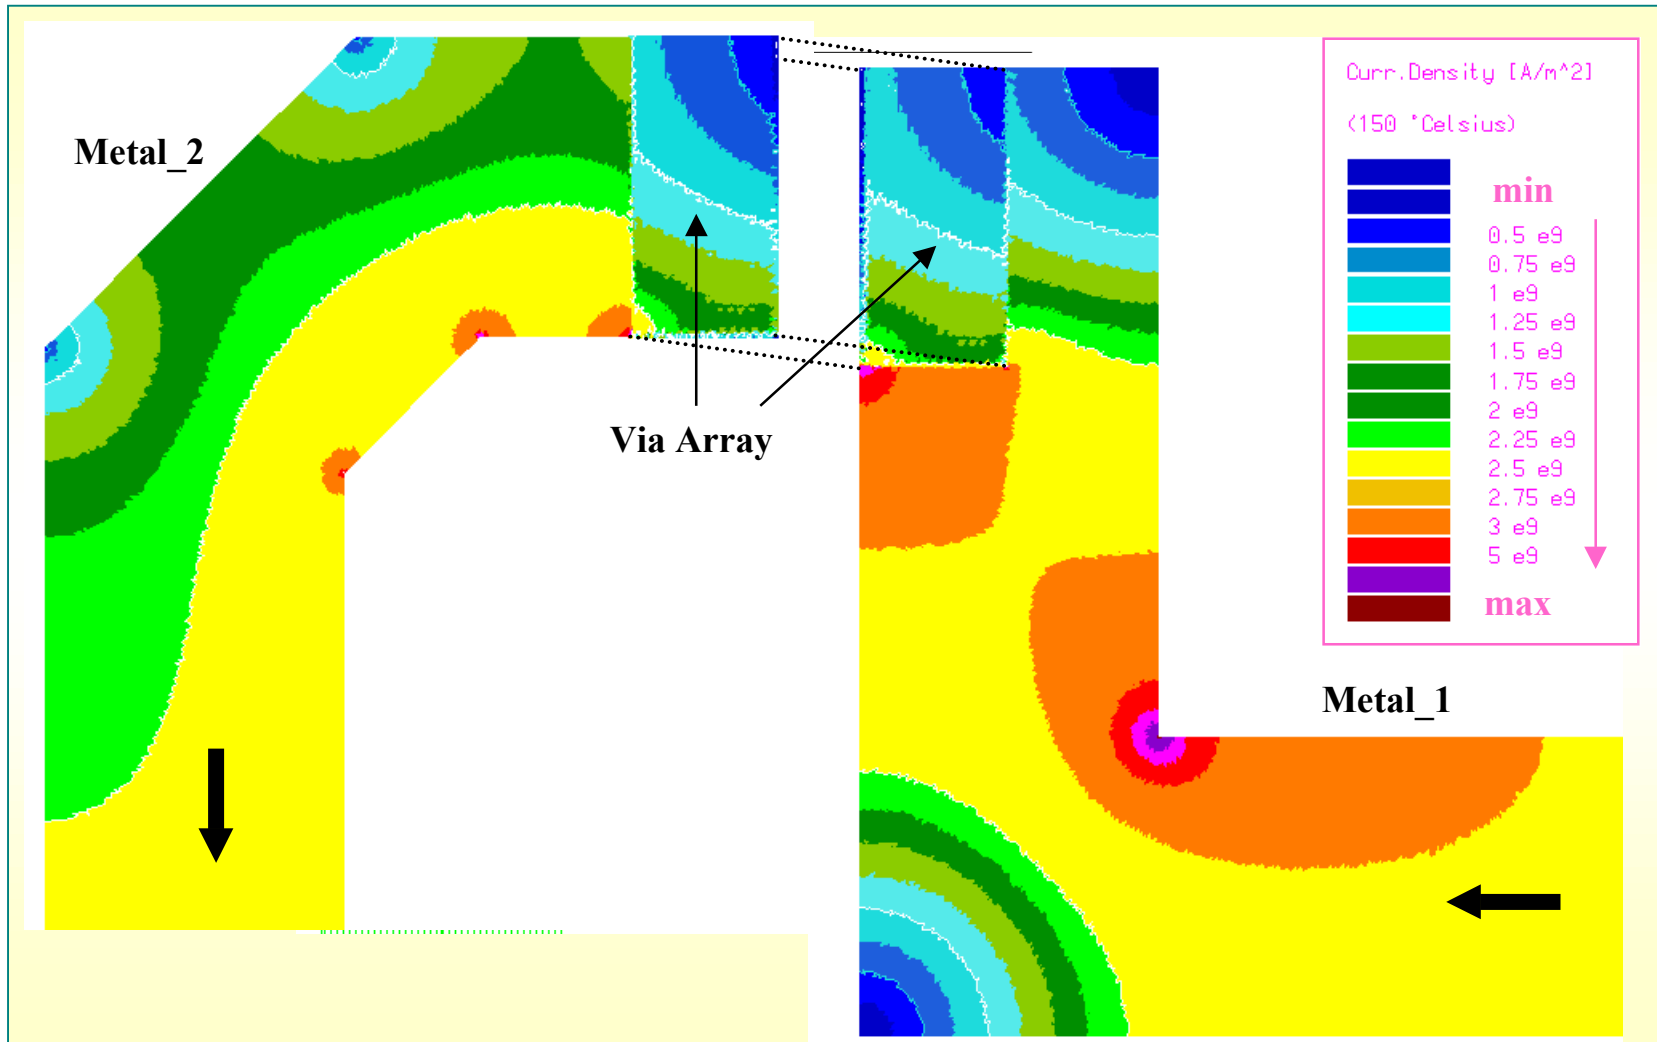 Metal_2
Via Array
Curr.Density [A/m^2]
(150 °Celsius)
min
0.5 e9
0.75 e9
1 e9
1.25 e9
1.5 e9
1.75 e9
2 e9
2.25 e9
2.5 e9
2.75 e9
3 e9
5 e9
max
Metal_1